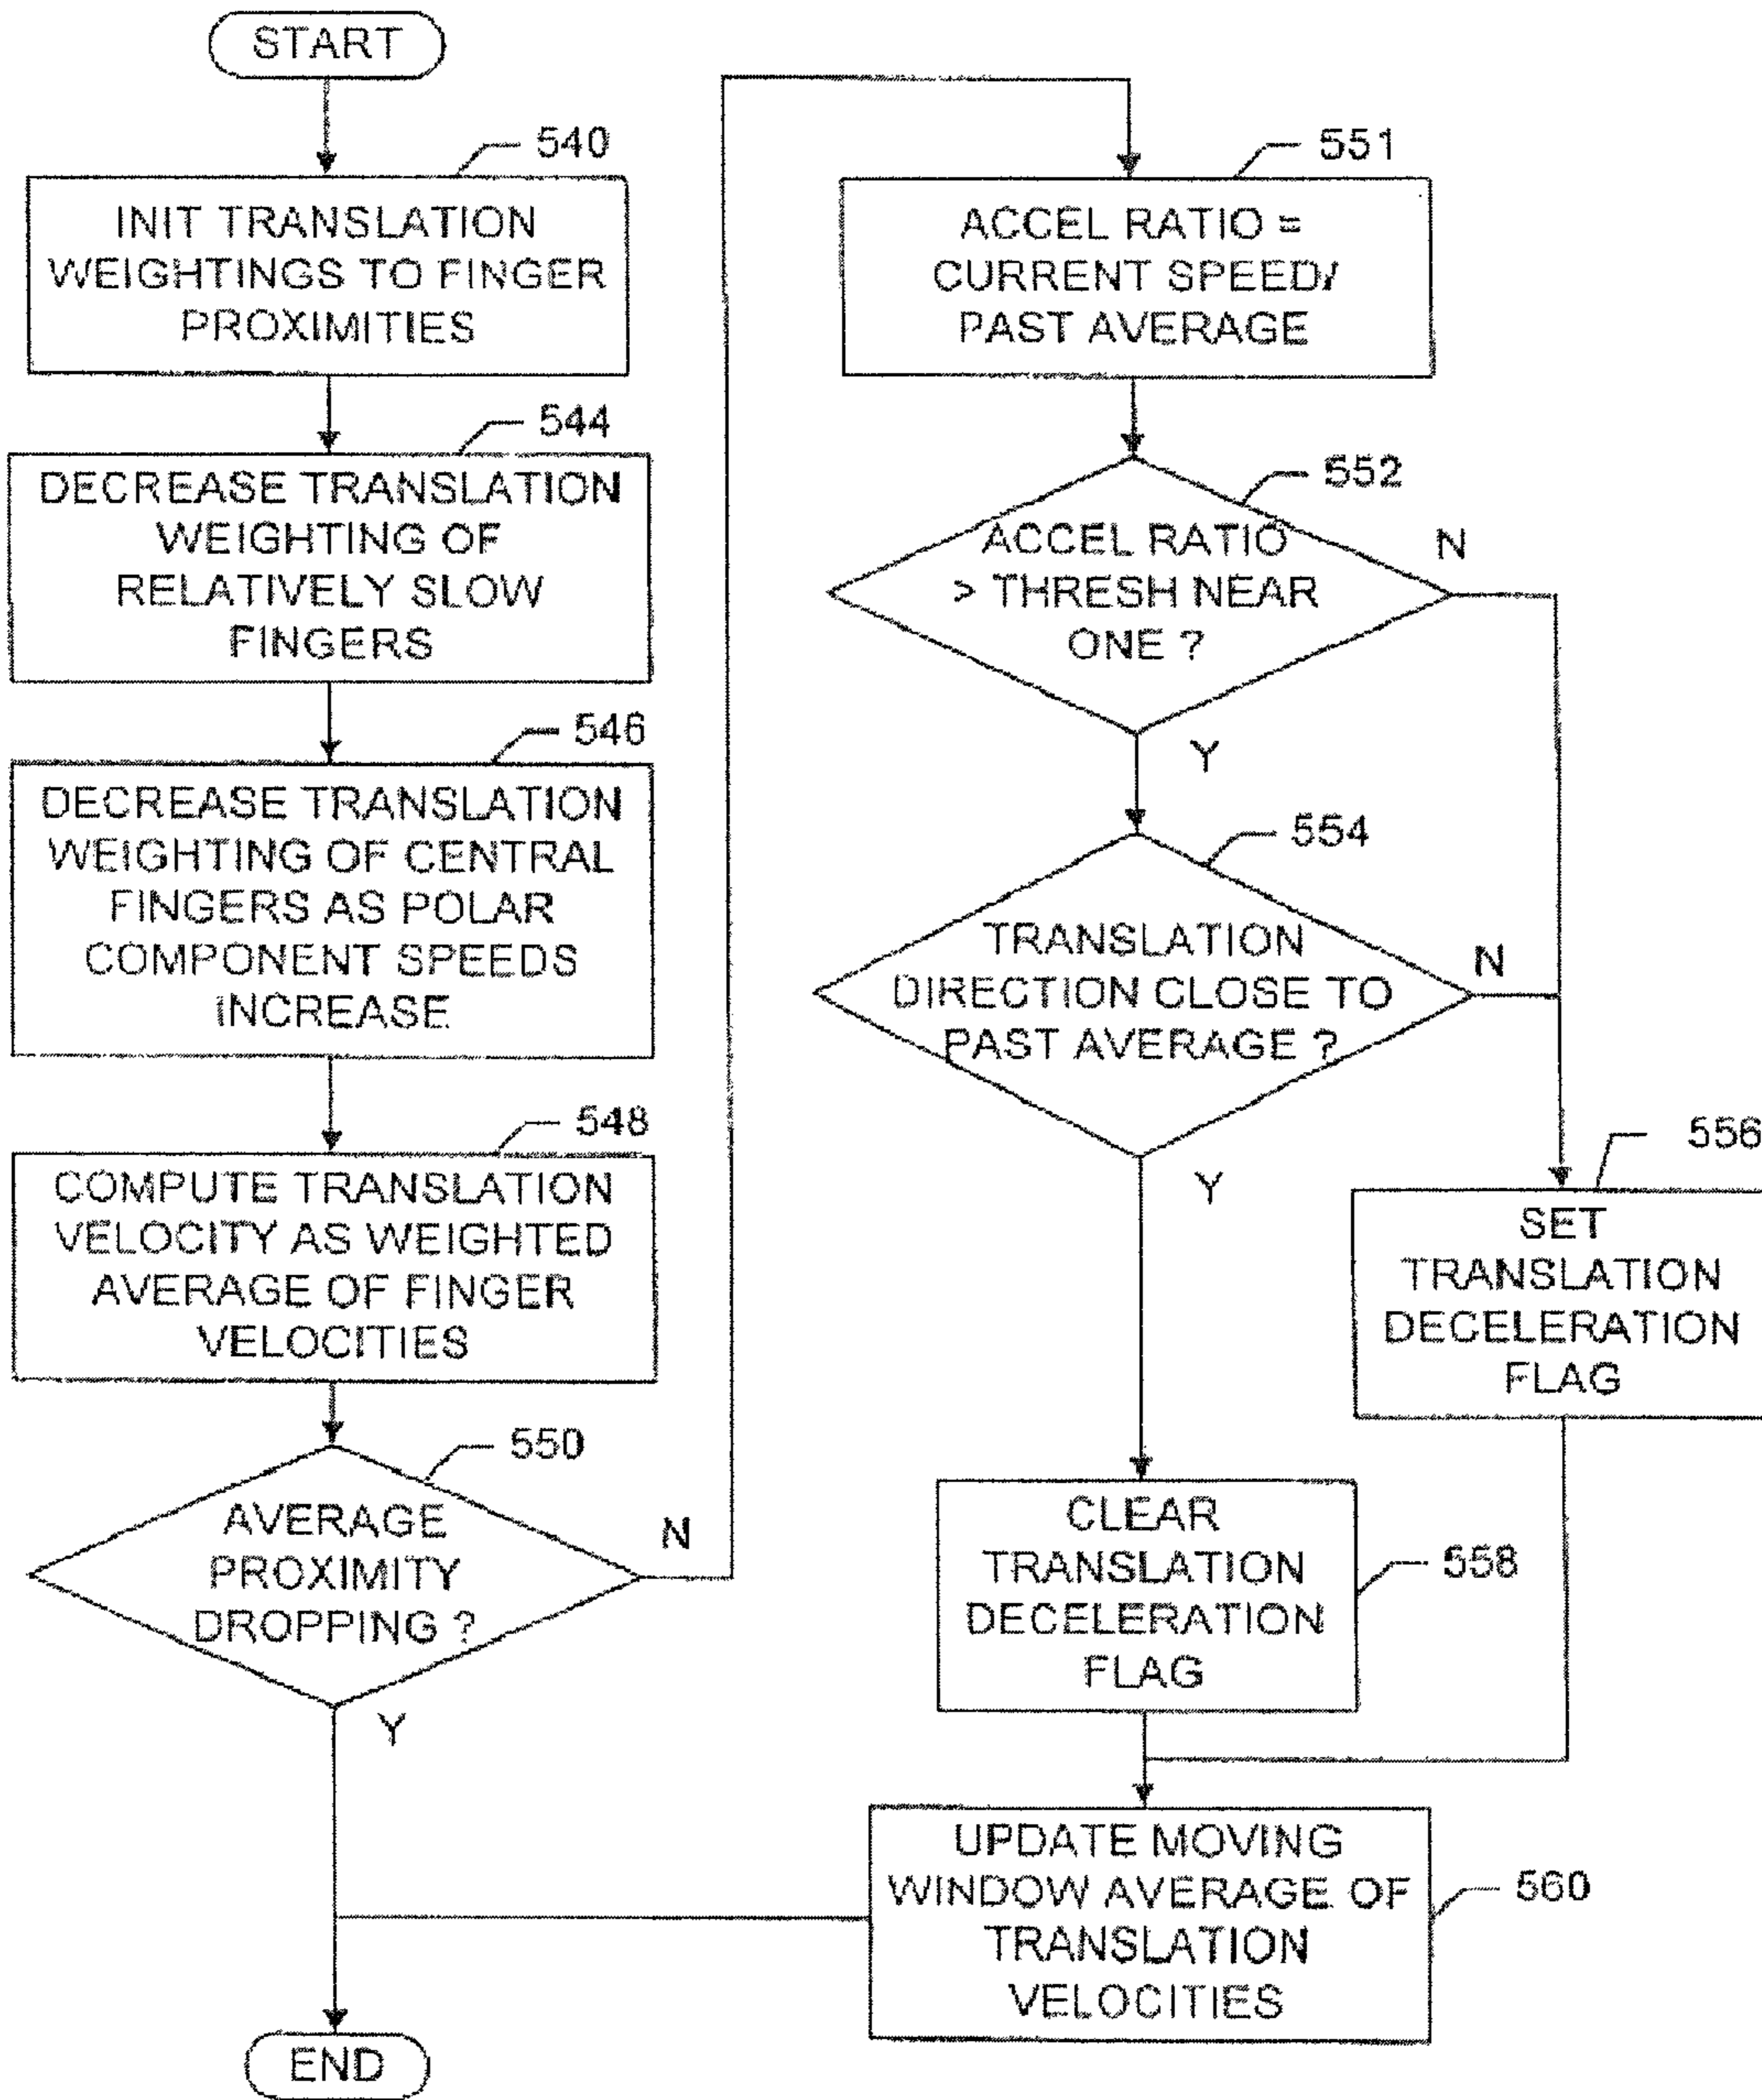 START
540
INIT TRANSLATION
WEIGHTINGS TO FINGER
PROXIMITIES
544
DECREASE TRANSLATION
WEIGHTING OF
RELATIVELY SLOW
FINGERS
546
DECREASE TRANSLATION
WEIGHTING OF CENTRAL
FINGERS AS POLAR
COMPONENT SPEEDS
INCREASE
548
COMPUTE TRANSLATION
VELOCITY AS WEIGHTED
AVERAGE OF FINGER
VELOCITIES
550
AVERAGE
PROXIMITY
DROPPING ?
N
Y
551
ACCEL RATIO =
CURRENT SPEED/
PAST AVERAGE
552
ACCEL RATIO
> THRESH NEAR
ONE ?
N
Y
554
TRANSLATION
DIRECTION CLOSE TO
PAST AVERAGE ?
N
Y
556
SET
TRANSLATION
DECELERATION
FLAG
CLEAR
TRANSLATION
DECELERATION
FLAG
558
UPDATE MOVING
WINDOW AVERAGE OF
TRANSLATION
VELOCITIES
560
END